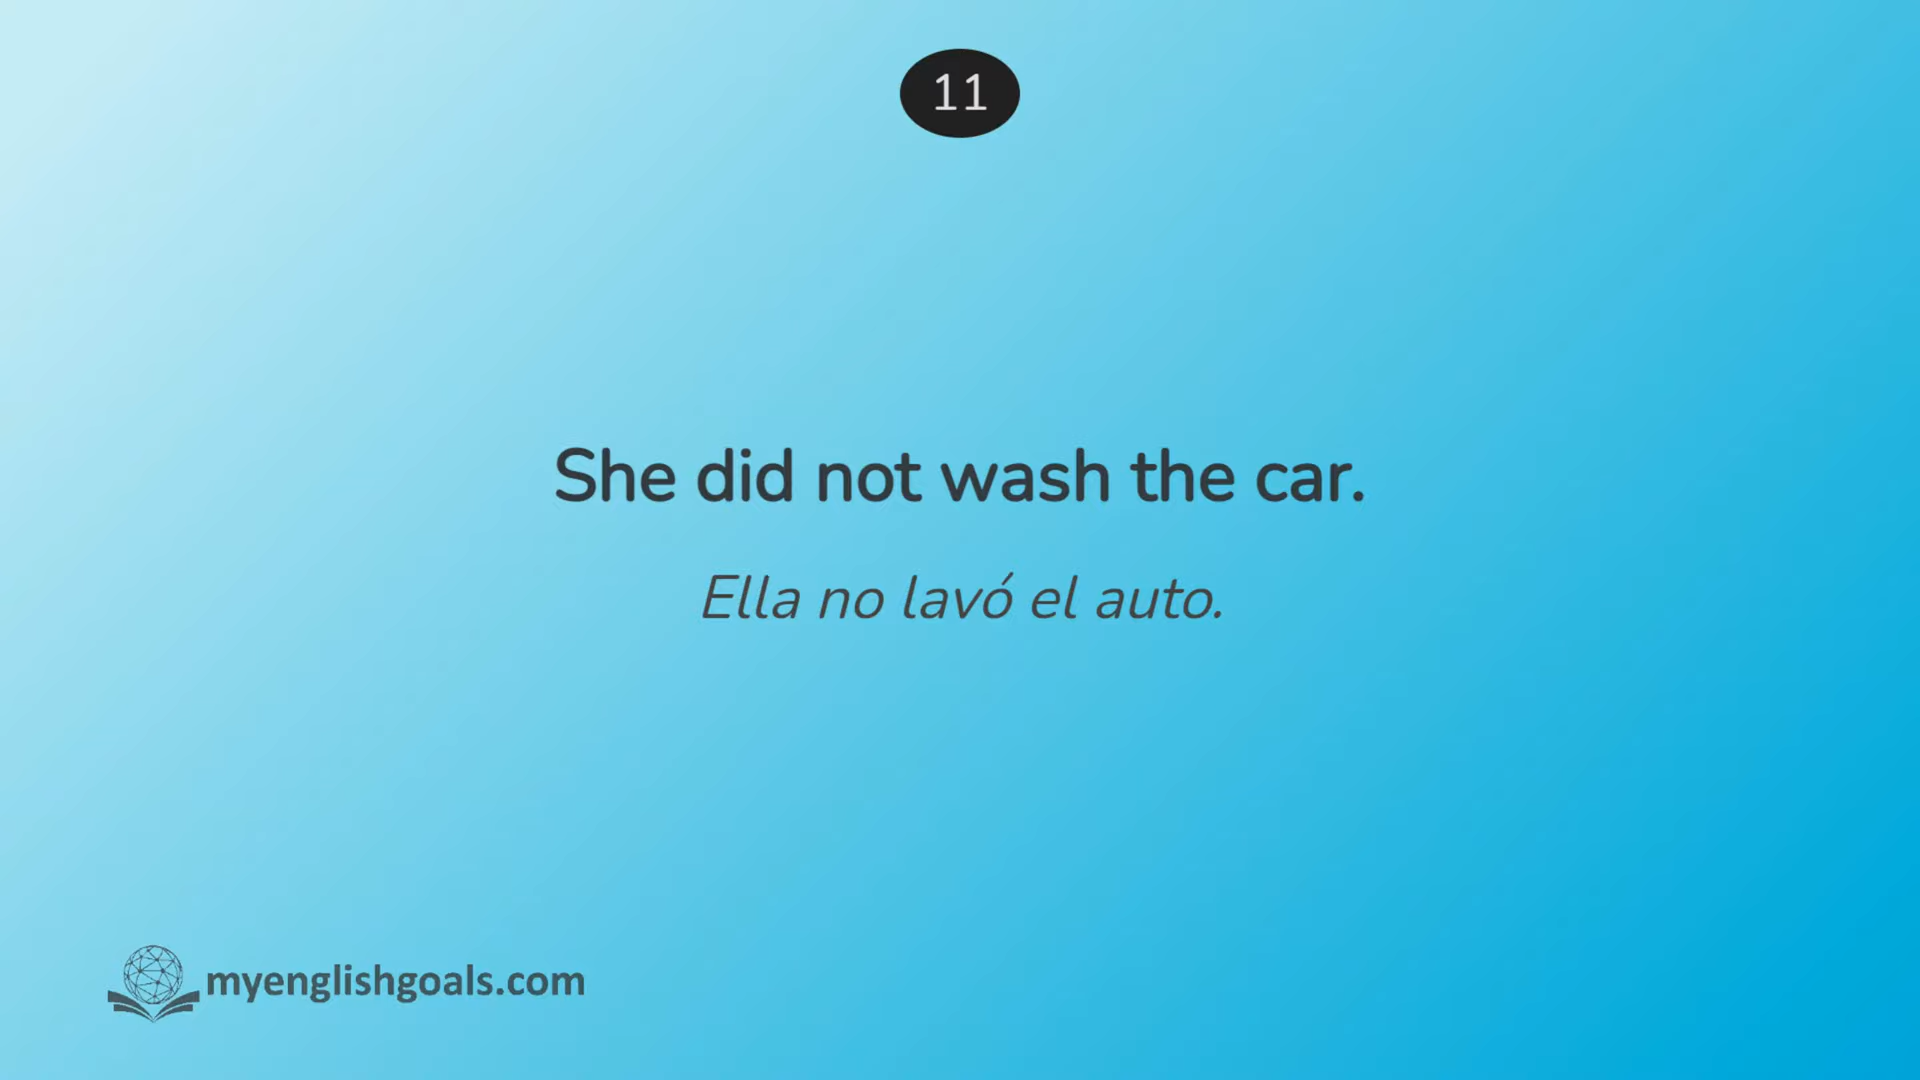 11
She did not wash the car.
Ella no lavó el auto.
myenglishgoals.com